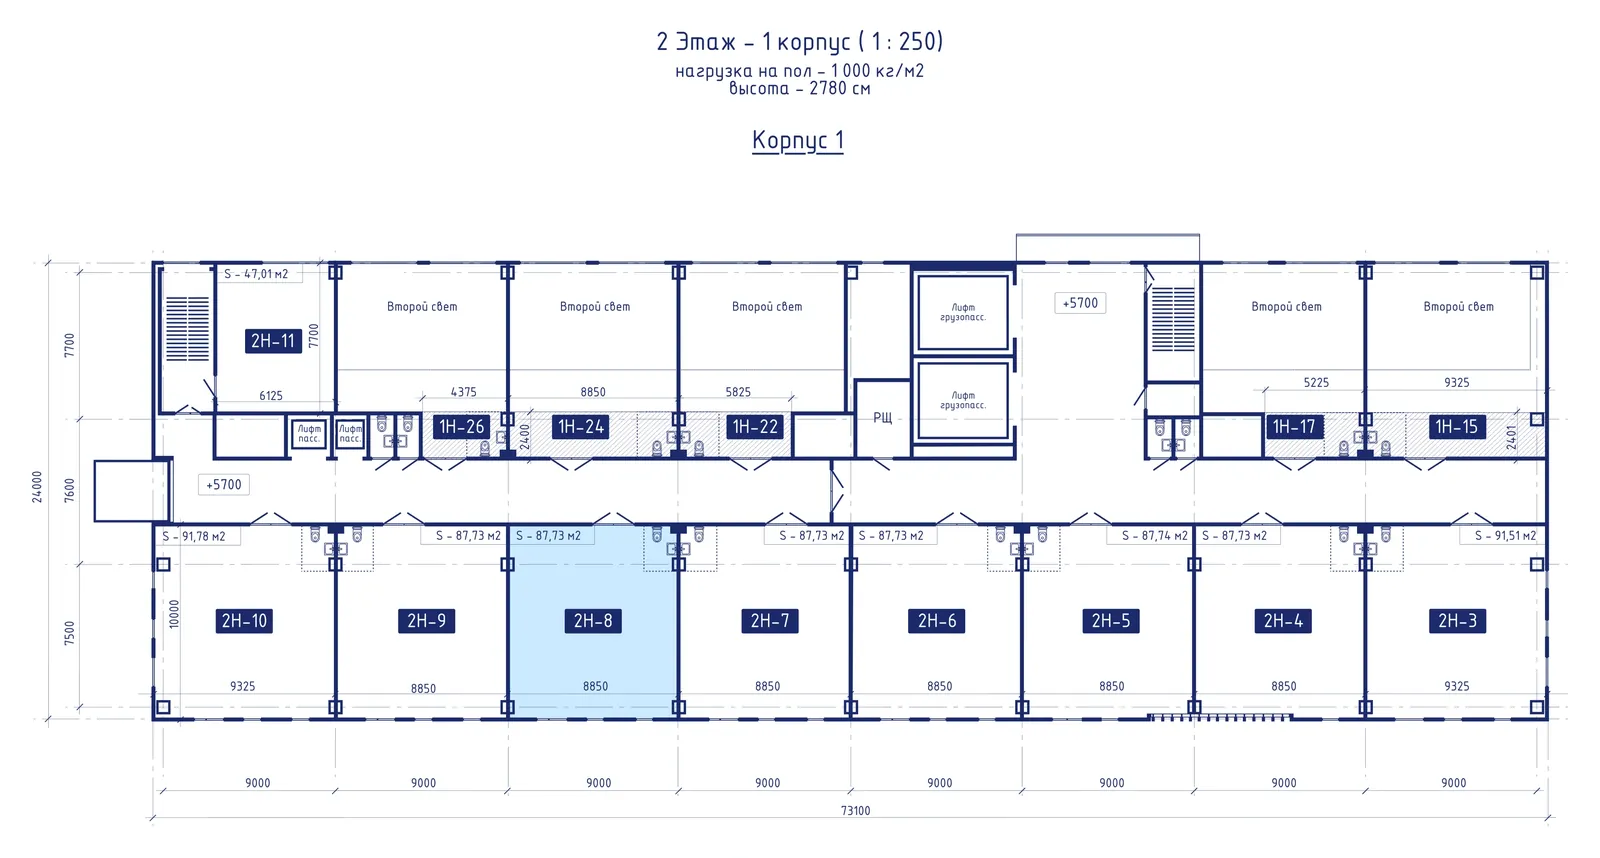 2 Этаж - 1 корпус ( 1 : 250)
нагрузка на пол - 1 000 кг/м2
высота - 2780 см
Корпус 1
S - 47,01 м2
Второй свет
Второй свет
Второй свет
Лифт
грузопасс.
+5700
Второй свет
Второй свет
2Н-11
7700
7700
6125
4375
8850
5825
Лифт
грузопасс.
5225
9325
РЩ
Лифт
пасс.
Лифт
пасс.
1Н-26
2400
1Н-24
1Н-22
1Н-17
1Н-15
2401
24000
7600
+5700
S - 91,78 м2
S - 87,73 м2
S - 87,73 м2
S - 87,73 м2
S - 87,73 м2
S - 87,74 м2
S - 87,73 м2
S - 91,51 м2
7500
10000
2Н-10
2Н-9
2Н-8
2Н-7
2Н-6
2Н-5
2Н-4
2Н-3
9325
8850
8850
8850
8850
8850
8850
9325
9000
9000
9000
9000
9000
9000
9000
9000
73100